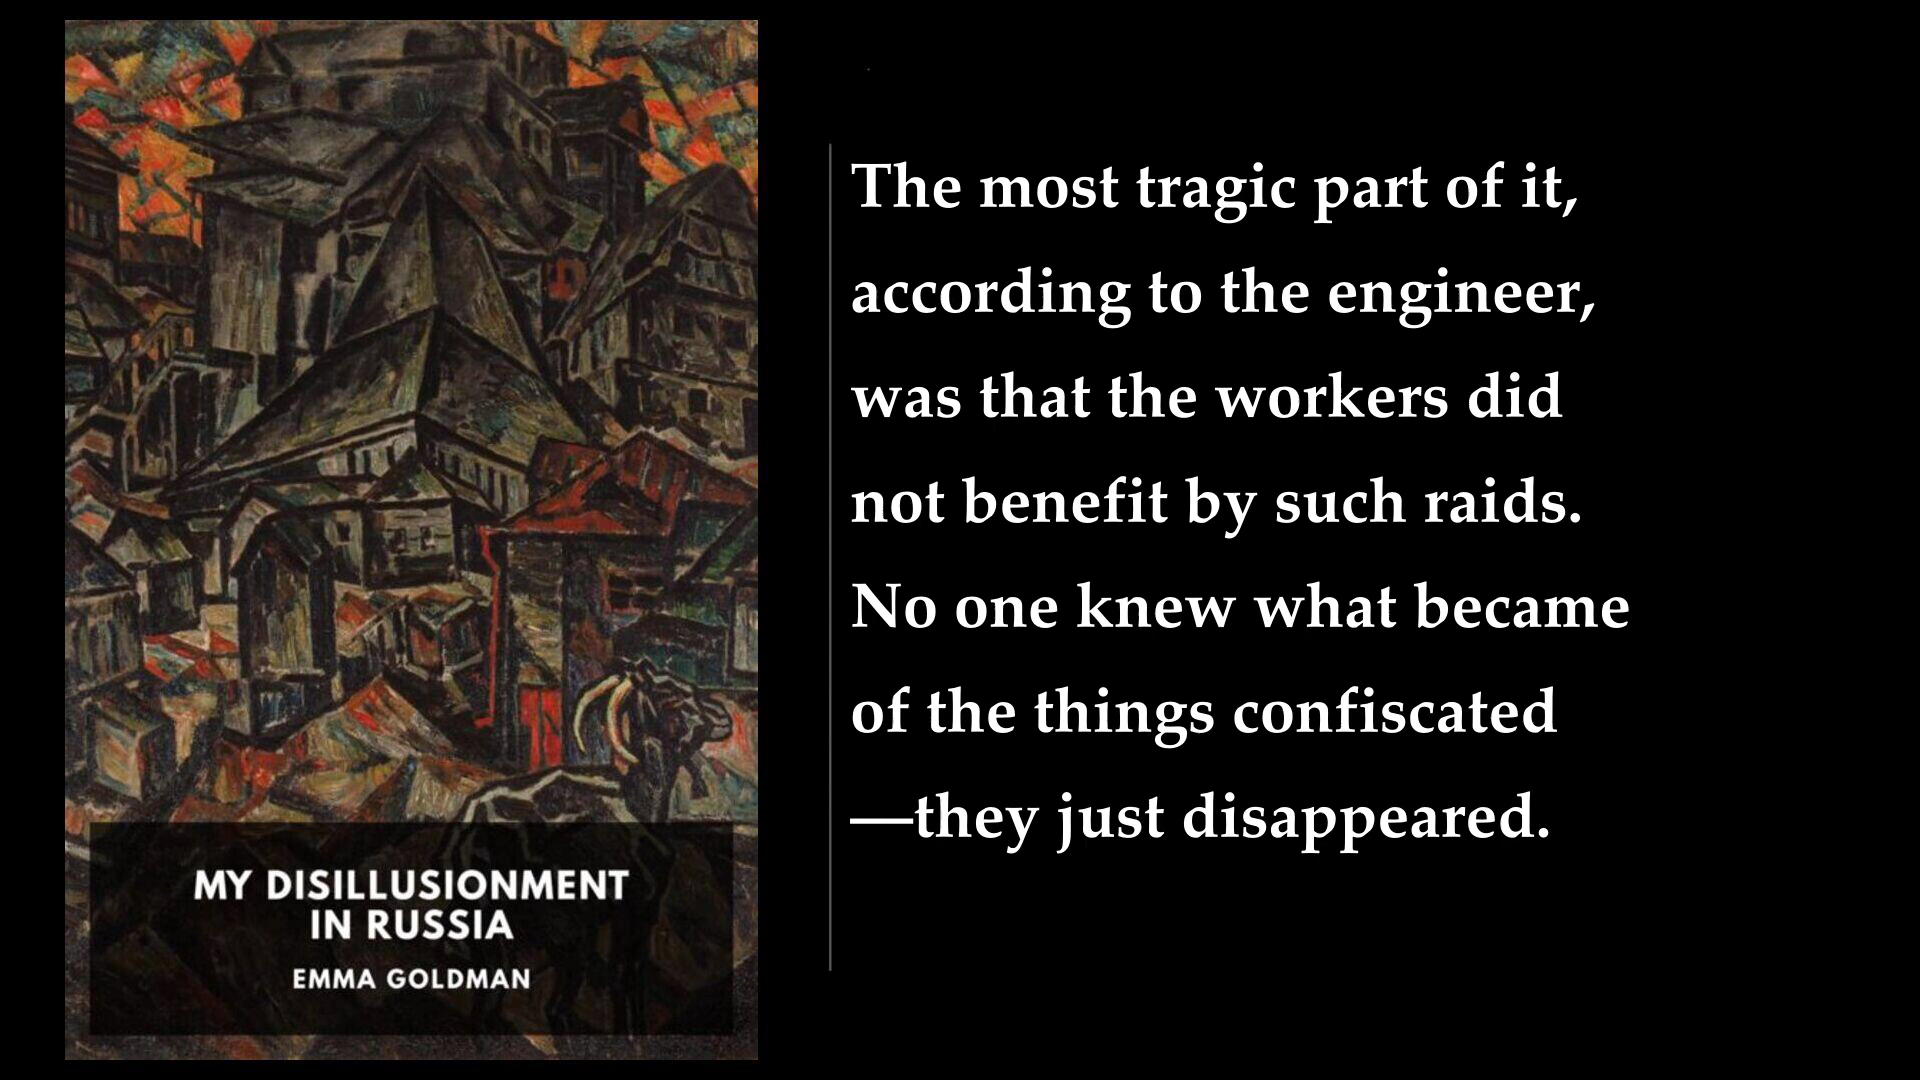 MY DISILLUSIONMENT
IN RUSSIA
EMMA GOLDMAN
The most tragic part of it,
according to the engineer,
was that the workers did
not benefit by such raids.
No one knew what became
of the things confiscated
—they just disappeared.